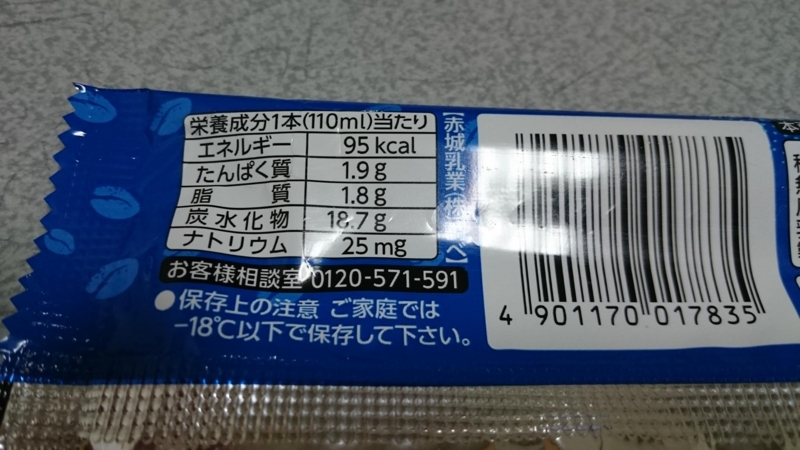 栄養成分1本(110ml)当たり
エネルギー 95 kcal
たんぱく質 1.9 g
脂 質 1.8 g
炭水化物 18.7 g
ナトリウム 25 mg
お客様相談室 0120-571-591
●保存上の注意 ご家庭では
-18℃以下で保存して下さい。
【赤城乳業(株)
4 901170 017835